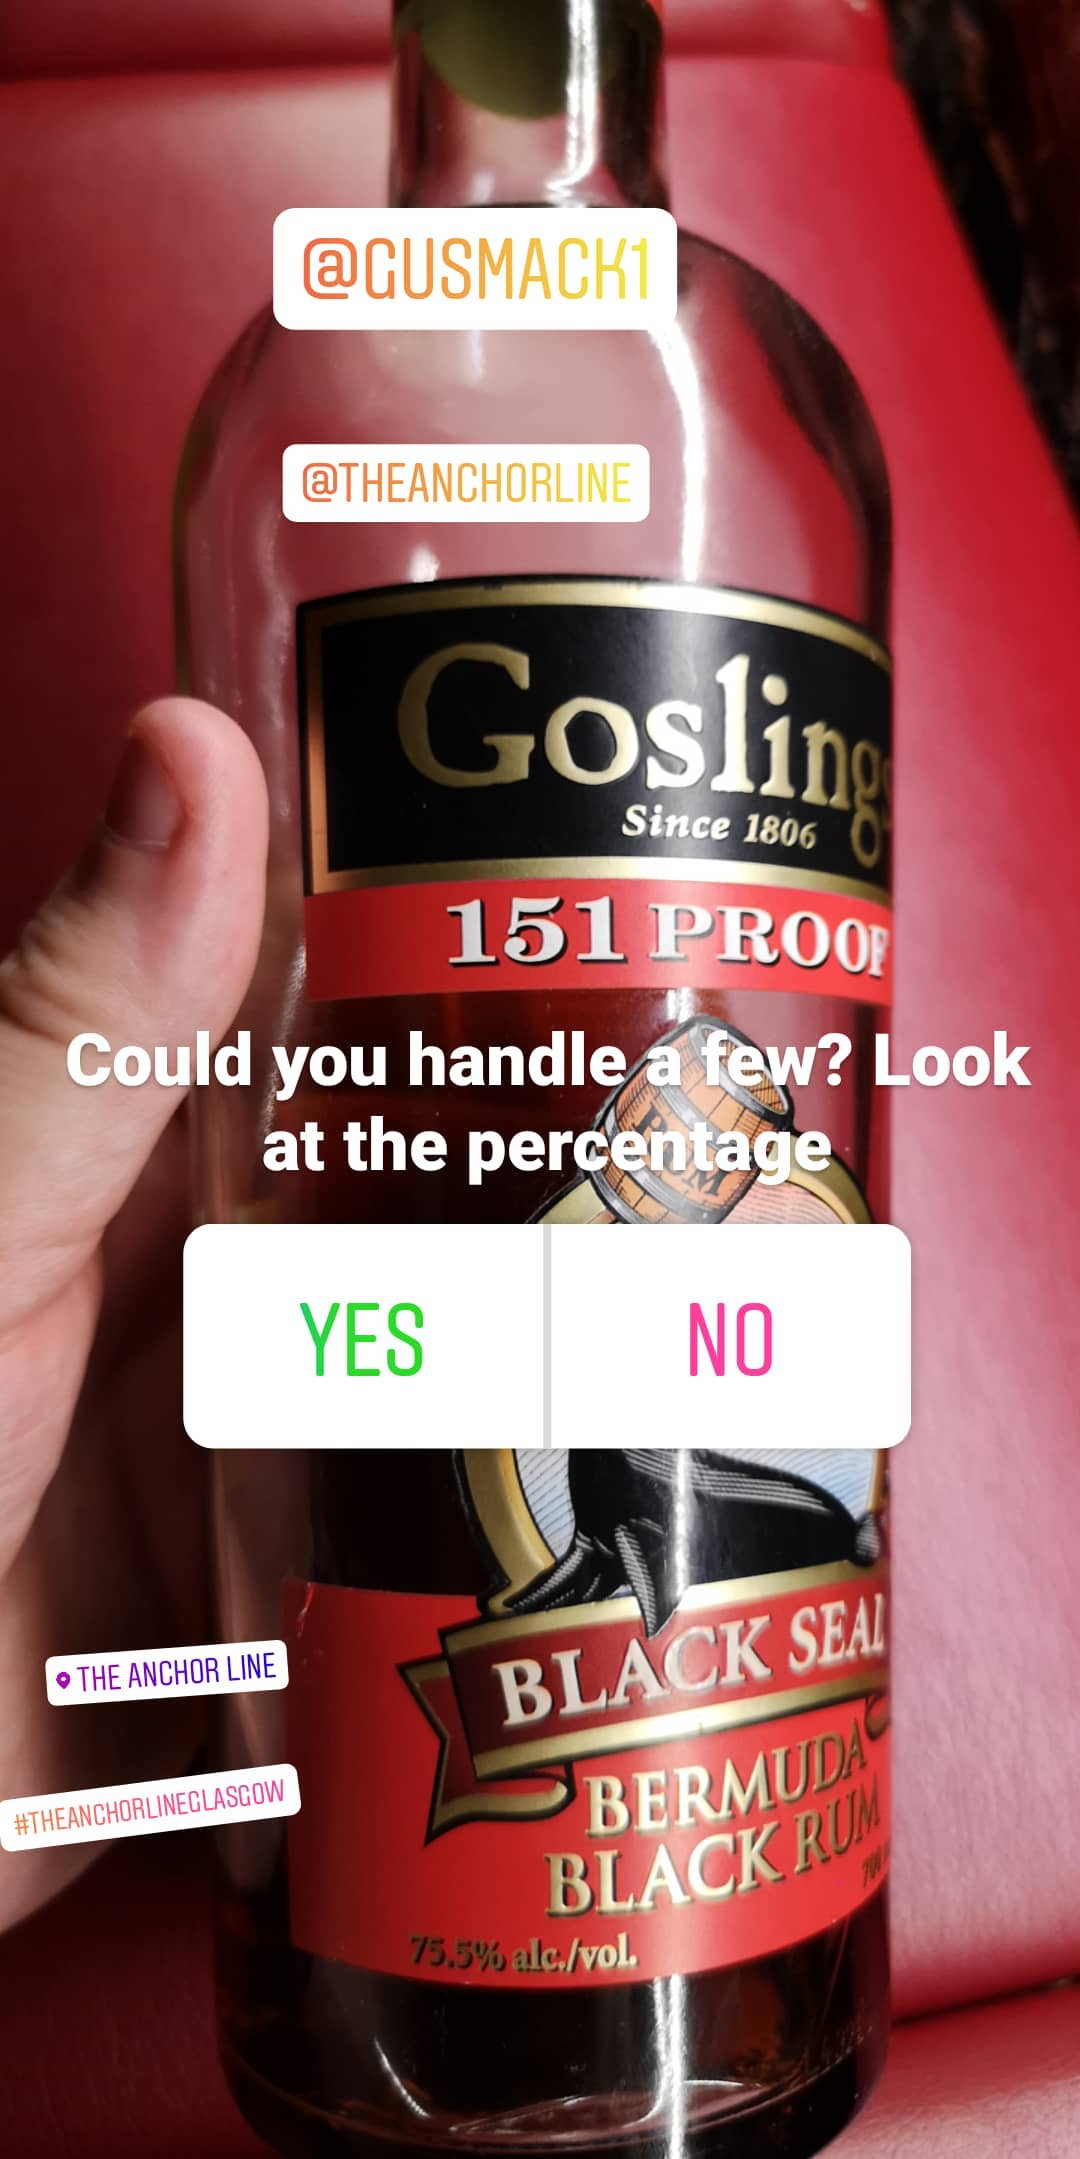 @GUSMACK1
@THEANCHORLINE
Goslings
Since 1806
151 PROOF
Could you handle a few? Look
at the percentage
RUM
YES
NO
BLACK SEAL
THE ANCHOR LINE
BERMUDA
#THEANCHORLINEGLASGOW
BLACK RUM
75.5% alc./vol.